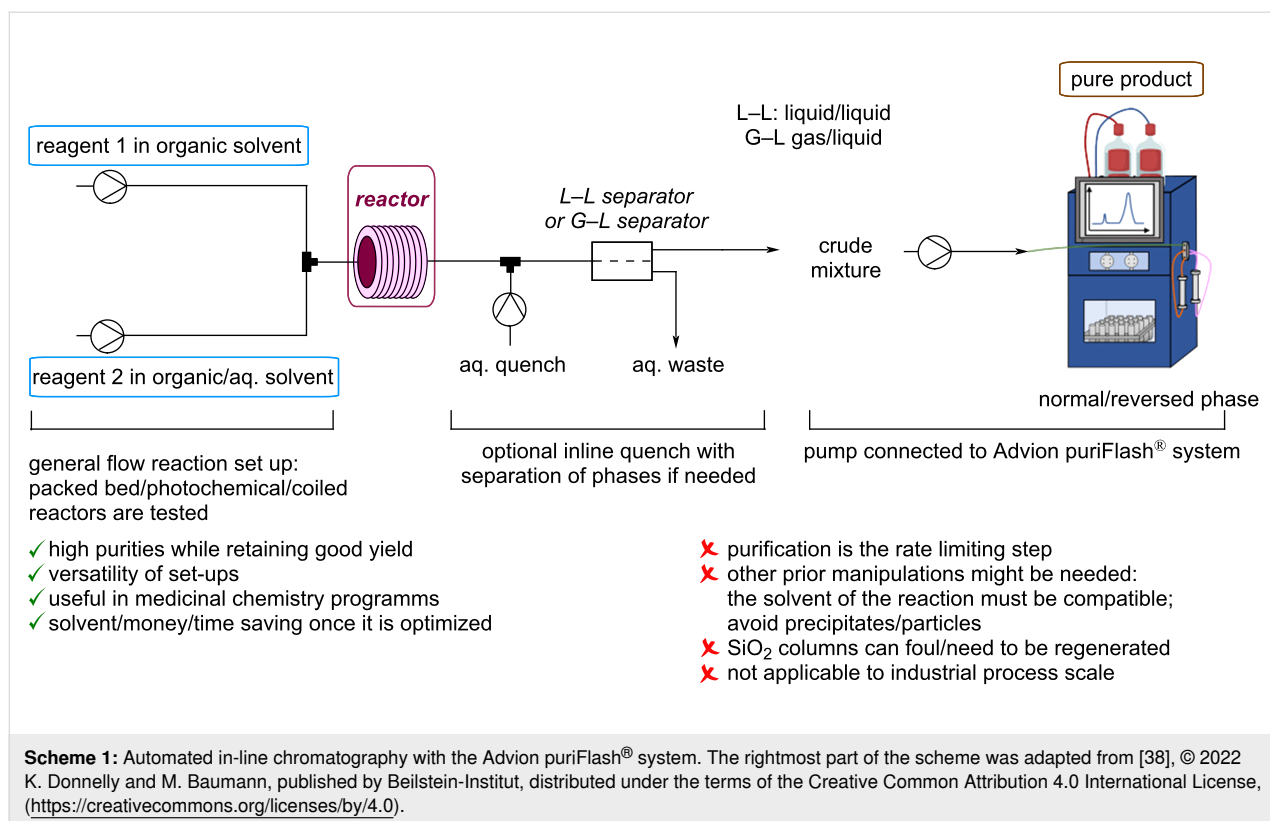 pure product
L–L: liquid/liquid
G–L gas/liquid
reagent 1 in organic solvent
reactor
L–L separator
or G–L separator
crude
mixture
aq. quench
aq. waste
reagent 2 in organic/aq. solvent
normal/reversed phase
general flow reaction set up:
packed bed/photochemical/coiled
reactors are tested
optional inline quench with
separation of phases if needed
pump connected to Advion puriFlash® system
✓ high purities while retaining good yield
✓ versatility of set-ups
✓ useful in medicinal chemistry programms
✓ solvent/money/time saving once it is optimized
✗ purification is the rate limiting step
✗ other prior manipulations might be needed:
the solvent of the reaction must be compatible;
avoid precipitates/particles
✗ SiO₂ columns can foul/need to be regenerated
✗ not applicable to industrial process scale
Scheme 1: Automated in-line chromatography with the Advion puriFlash® system. The rightmost part of the scheme was adapted from [38], © 2022
K. Donnelly and M. Baumann, published by Beilstein-Institut, distributed under the terms of the Creative Common Attribution 4.0 International License,
(https://creativecommons.org/licenses/by/4.0).